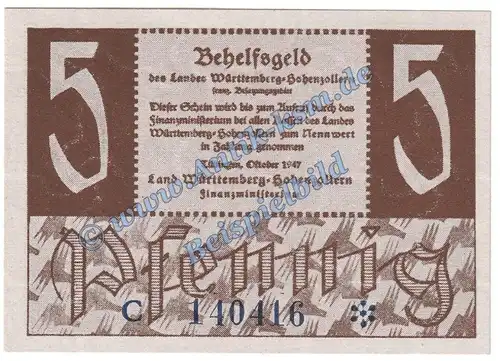 5 Behelfsgeld 5
des Landes Württemberg-Hohenzollern
franz. Besatzungsgebiet
Dieser Schein wird bis zum Aufruf durch das
Finanzministerium bei allen Kassen des Landes
Württemberg-Hohenzollern zum Nennwert
in Zahlung genommen
Tübingen, Oktober 1947
Land Württemberg-Hohenzollern
Finanzministerium
Pfennig
C 140416
Beispielbild